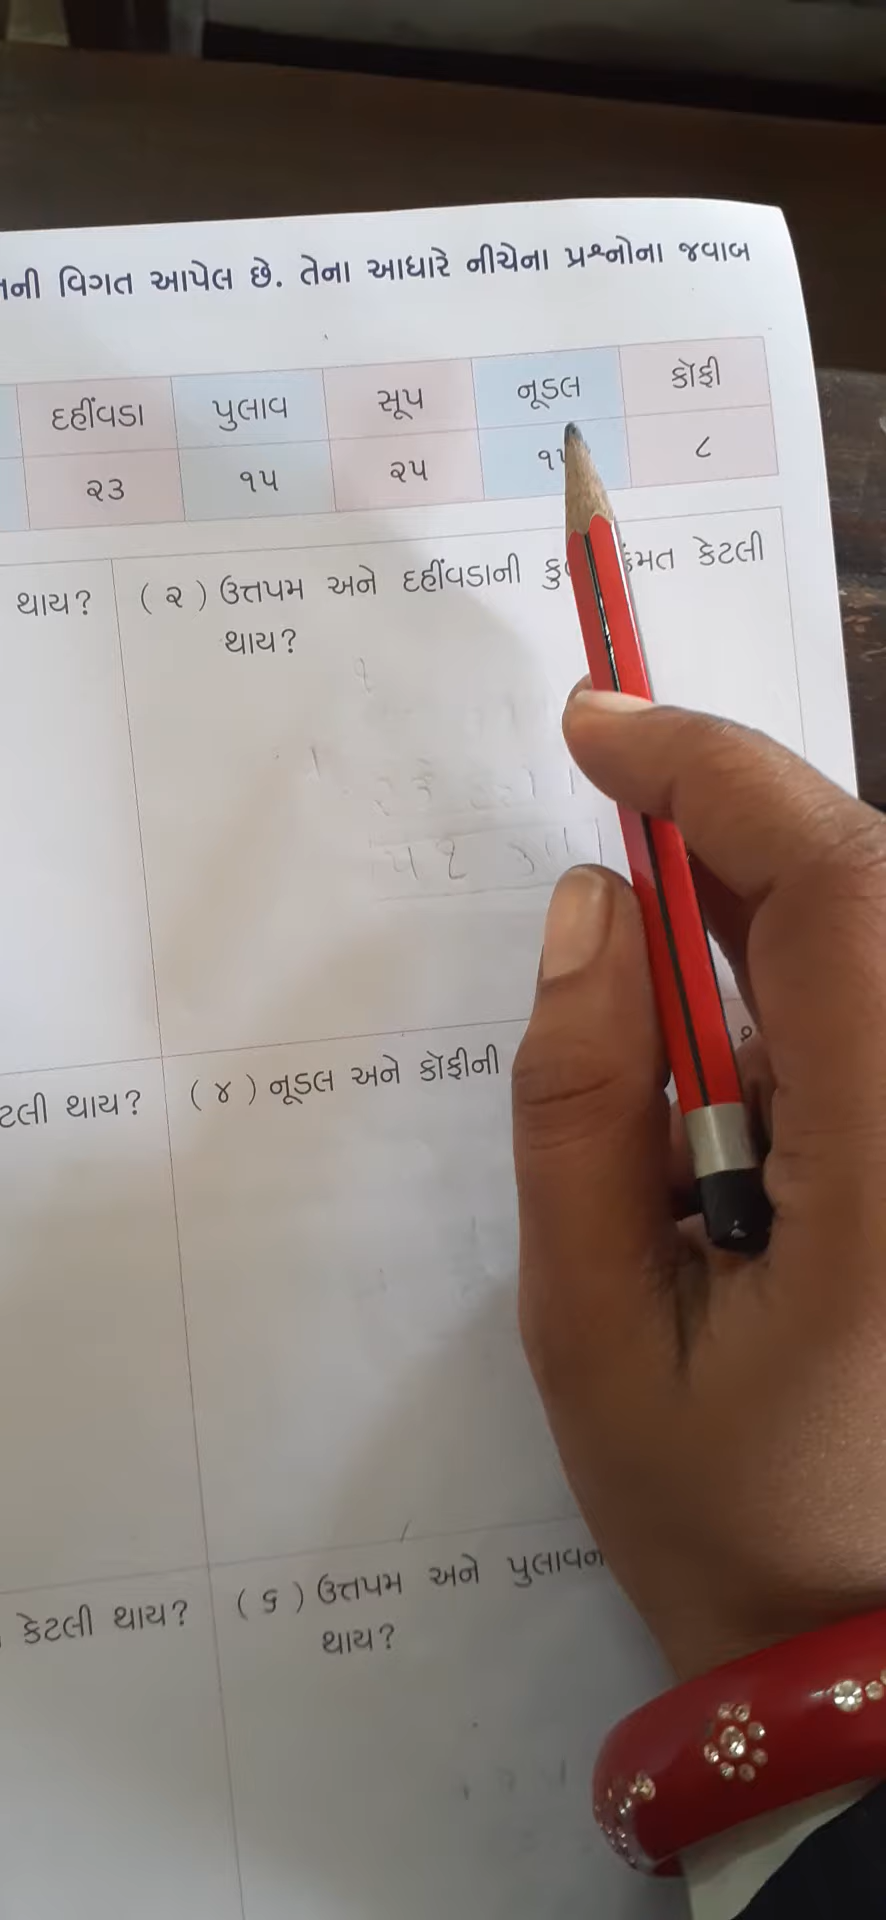 વિગત આપેલ છે. તેના આધારે નીચેના પ્રશ્નોના જવાબ
દહીંવડા પુલાવ સૂપ નૂડલ કૉફી
૨૩ ૧૫ ૨૫ ૮
થાય? (૨) ઉત્તપમ અને દહીંવડાની કેટલી
થાય?
થાય? (૪) નૂડલ અને કૉફીની
કેટલી થાય? (૬) ઉત્તપમ અને
થાય?